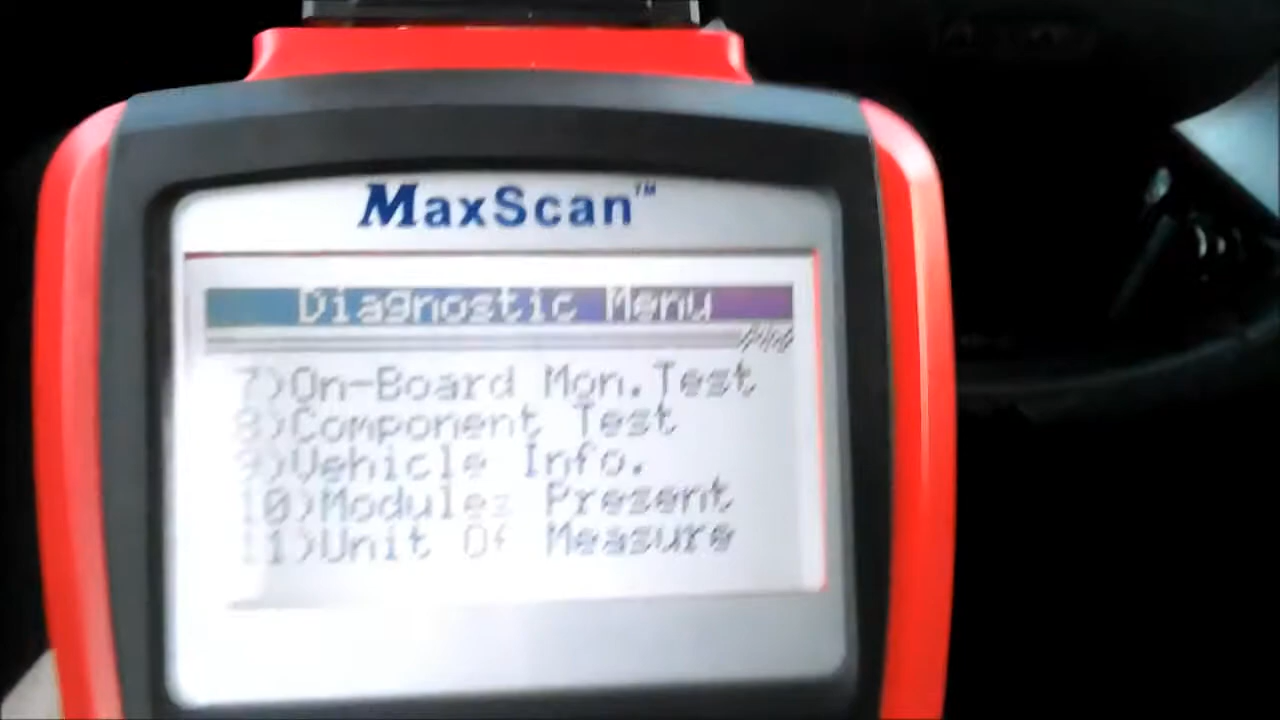 MaxScan™
Diagnostic Menu
7)On-Board Mon.Test
8)Component Test
9)Vehicle Info.
10)Modules Present
11)Unit Of Measure